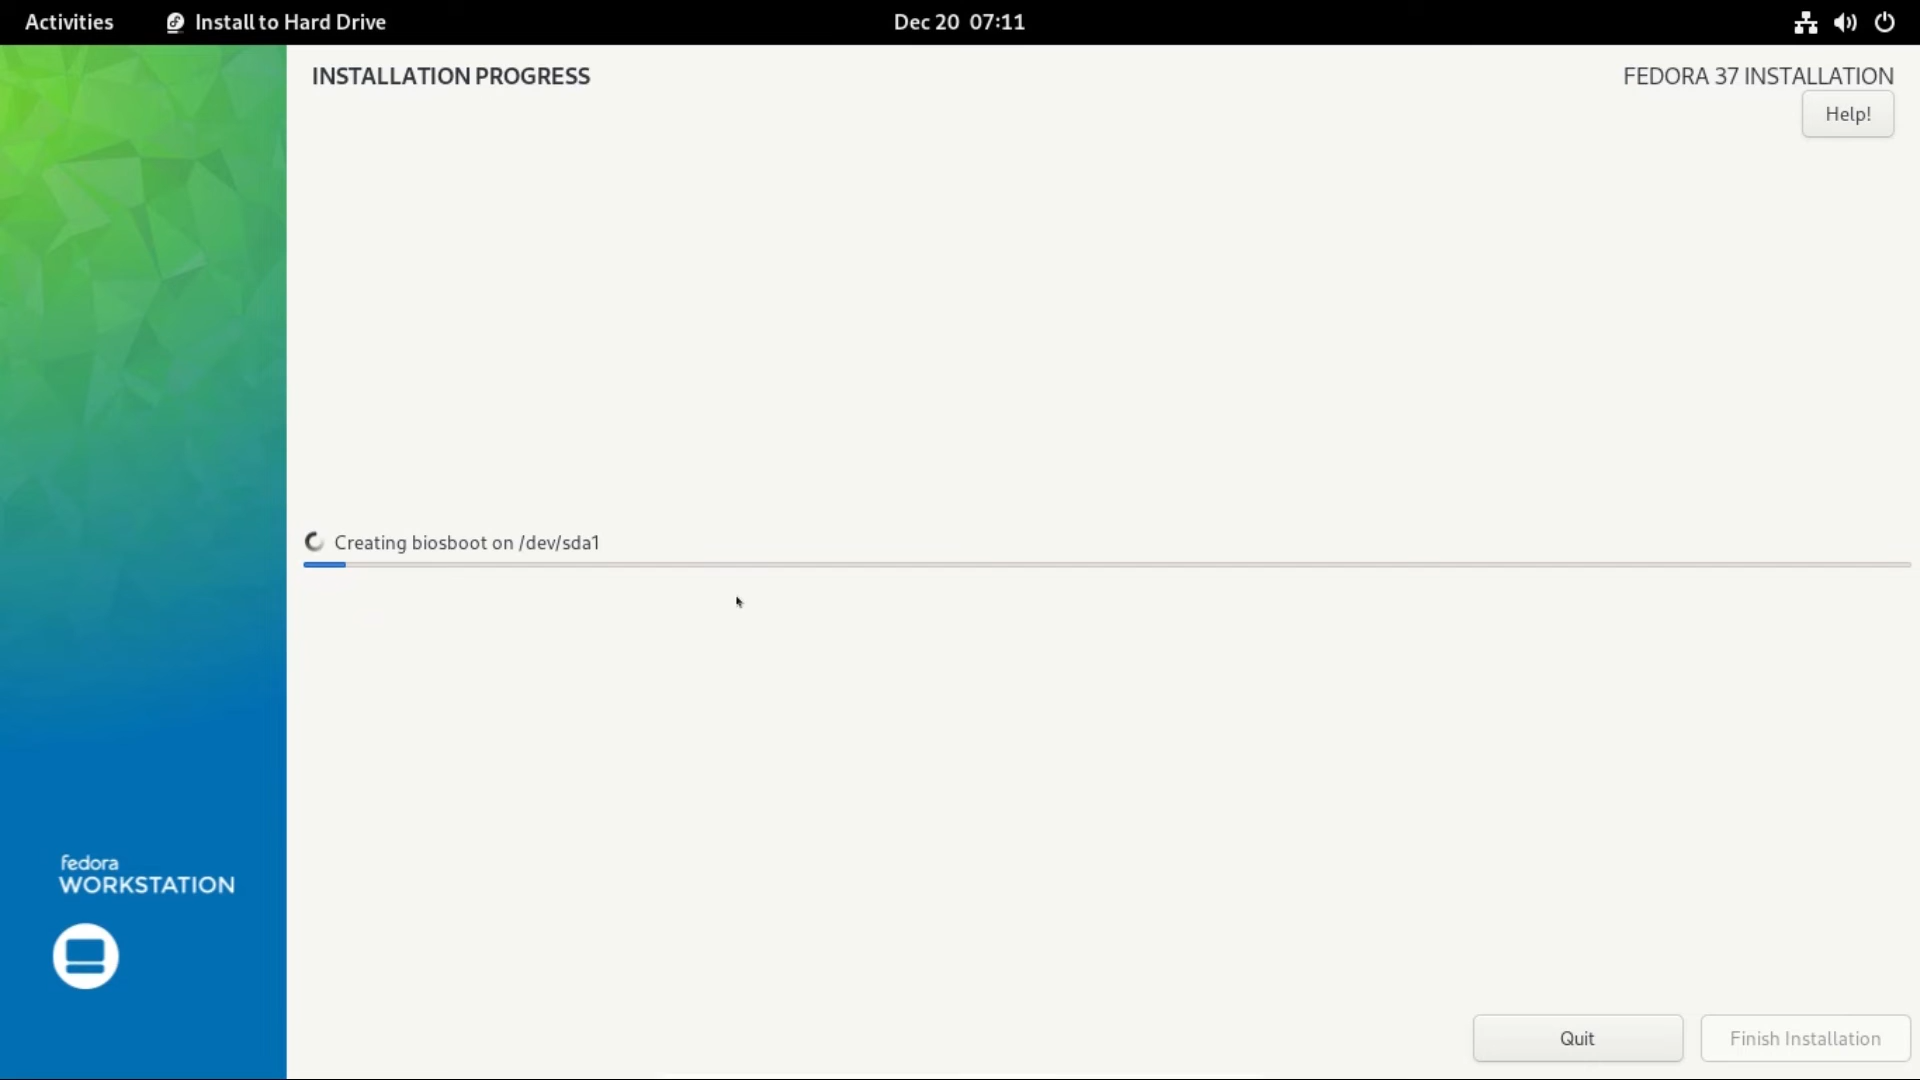 Activities Install to Hard Drive Dec 20 07:11
INSTALLATION PROGRESS FEDORA 37 INSTALLATION
Help!
Creating biosboot on /dev/sda1
fedora
WORKSTATION
Quit Finish Installation